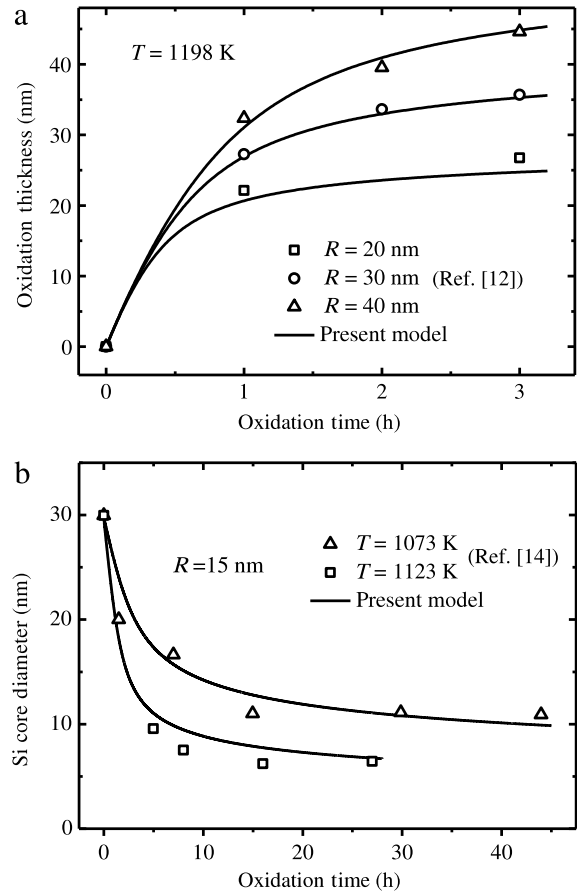 a
T = 1198 K
Oxidation thickness (nm)
40
30
20
10
0
R = 20 nm
R = 30 nm (Ref. [12])
R = 40 nm
Present model
0 1 2 3
Oxidation time (h)
b
Si core diameter (nm)
30
20
10
0
R =15 nm
T = 1073 K
(Ref. [14])
T = 1123 K
Present model
0 10 20 30 40
Oxidation time (h)